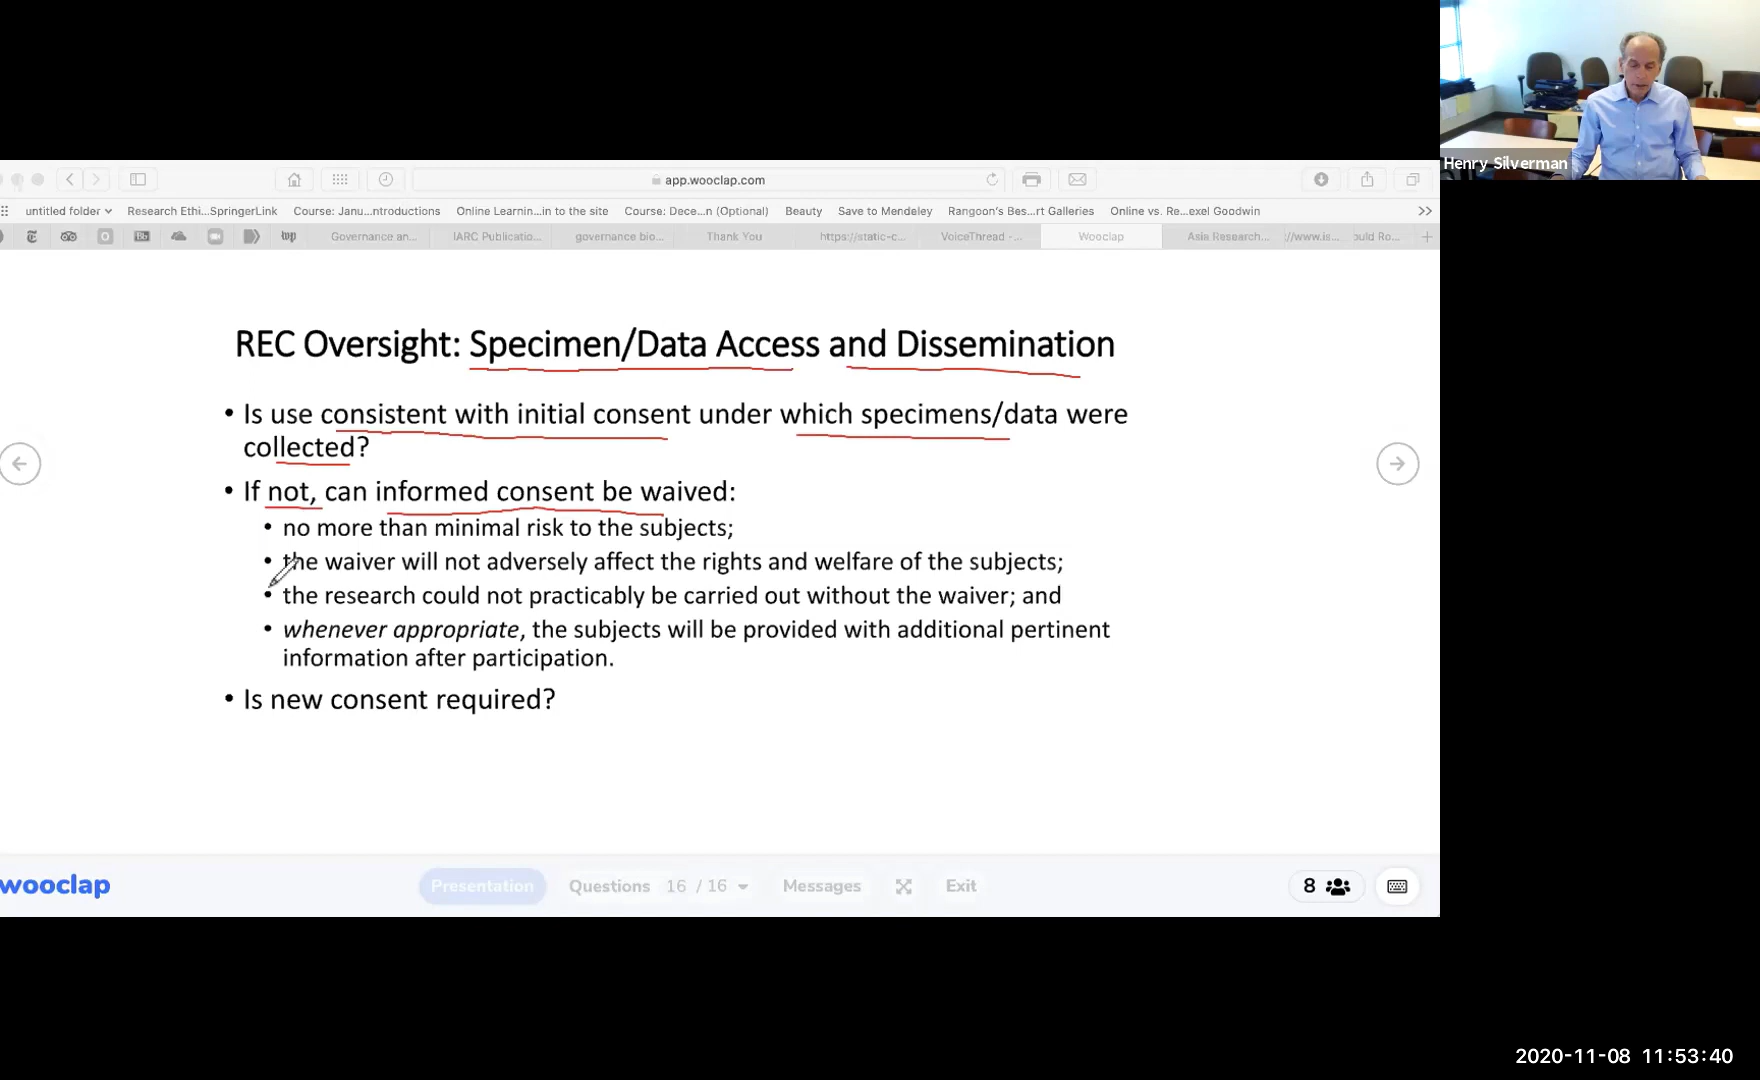 Henry Silverman
app.wooclap.com
untitled folder Research Ethi...SpringerLink Course: Janu...ntroductions Online Learnin...in to the site Course: Dece...n (Optional) Beauty Save to Mendeley Rangoon's Bes...rt Galleries Online vs. Re...exel Goodwin
Governance an... IARC Publicatio... governance bio... Thank You https://static-c... VoiceThread -... Wooclap Asia Research... //www.is... ould Ro...
REC Oversight: Specimen/Data Access and Dissemination
• Is use consistent with initial consent under which specimens/data were
collected?
• If not, can informed consent be waived:
• no more than minimal risk to the subjects;
• the waiver will not adversely affect the rights and welfare of the subjects;
• the research could not practicably be carried out without the waiver; and
• whenever appropriate, the subjects will be provided with additional pertinent
information after participation.
• Is new consent required?
wooclap Presentation Questions 16 / 16 Messages Exit 8
2020-11-08 11:53:40